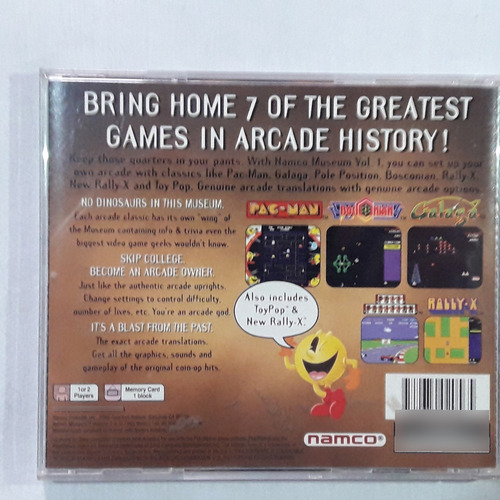 BRING HOME 7 OF THE GREATEST
GAMES IN ARCADE HISTORY!
Keep those quarters in your pants. With Namco Museum Vol. 1, you can set up your
own arcade with classics like Pac-Man, Galaga, Pole Position, Bosconian, Rally-X,
New Rally-X and Toy Pop. Genuine arcade translations with genuine arcade options.
NO DINOSAURS IN THIS MUSEUM.
Each arcade classic has its own "wing" of
the Museum containing info & trivia even the
biggest video game geeks wouldn't know.
SKIP COLLEGE,
BECOME AN ARCADE OWNER.
Just like the authentic arcade uprights.
Change settings to control difficulty,
number of lives, etc. You're an arcade god.
IT'S A BLAST FROM THE PAST.
The exact arcade translations.
Get all the graphics, sounds and
gameplay of the original coin-op hits.
PAC-MAN
Galaga
Also includes
ToyPop™ &
New Rally-X™
RALLY-X
1 or 2
Players
Memory Card
1 block
namco®